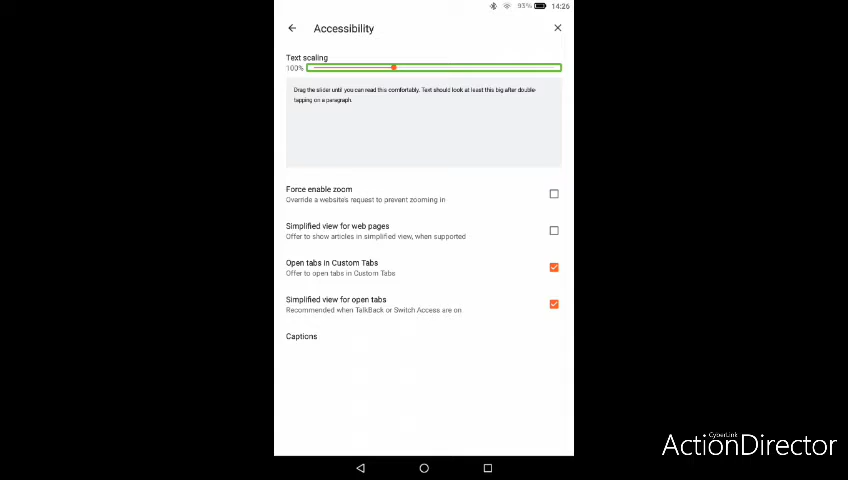 93% 14:26
Accessibility
Text scaling
100%
Drag the slider until you can read this comfortably. Text should look at least this big after double-
tapping on a paragraph.
Force enable zoom
Override a website's request to prevent zooming in
Simplified view for web pages
Offer to show articles in simplified view, when supported
Open tabs in Custom Tabs
Offer to open tabs in Custom Tabs
Simplified view for open tabs
Recommended when TalkBack or Switch Access are on
Captions
CyberLink
ActionDirector